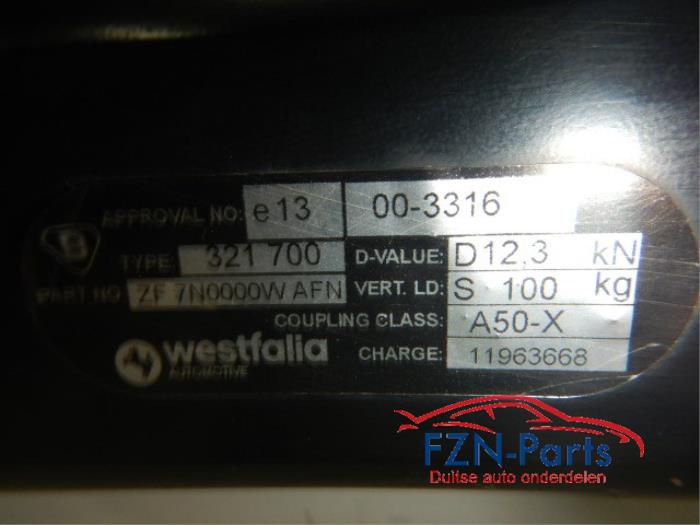 APPROVAL NO: e13 00-3316
B
TYPE: 321 700 D-VALUE: D12,3 kN
PART NO ZF 7N0000W AFN VERT. LD: S 100 kg
COUPLING CLASS: A50-X
westfalia CHARGE: 11963668
AUTOMOTIVE
FZN-Parts
Duitse auto onderdelen